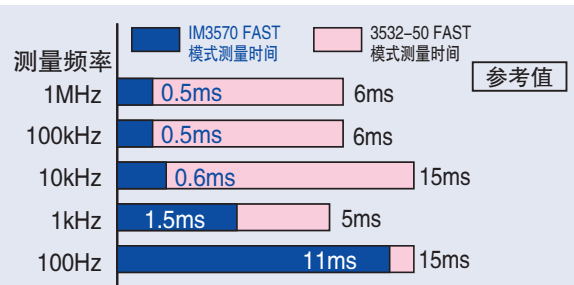 IM3570 FAST
模式测量时间
3532-50 FAST
模式测量时间
测量频率
参考值
1MHz 0.5ms 6ms
100kHz 0.5ms 6ms
10kHz 0.6ms 15ms
1kHz 1.5ms 5ms
100Hz 11ms 15ms